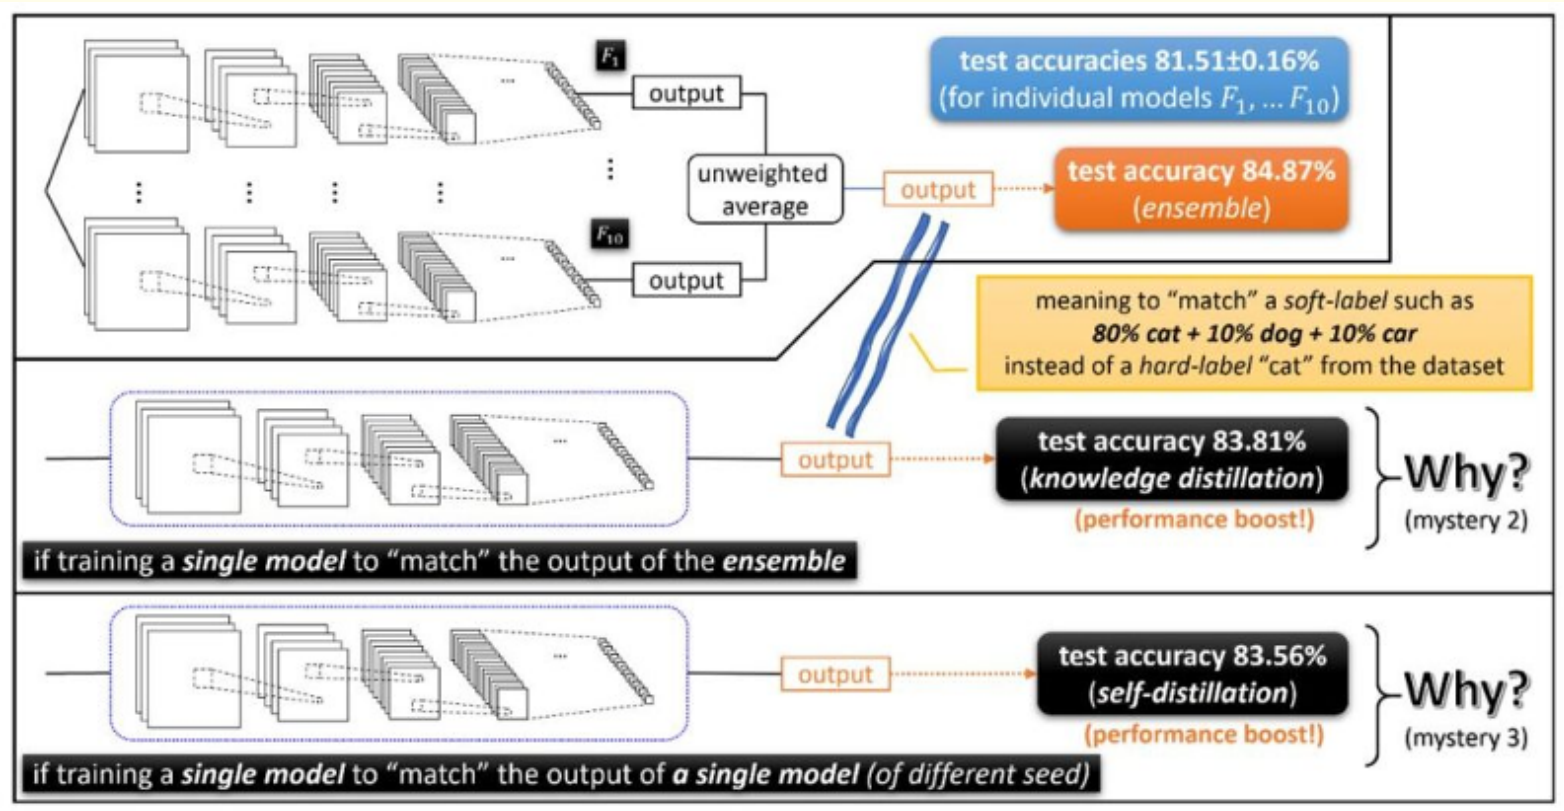 F₁
output
test accuracies 81.51±0.16%
(for individual models F₁, … F₁₀)
⋮ ⋮ ⋮ ⋮ ⋮
unweighted
average
output
test accuracy 84.87%
(ensemble)
F₁₀
output
meaning to “match” a soft-label such as
80% cat + 10% dog + 10% car
instead of a hard-label “cat” from the dataset
output
test accuracy 83.81%
(knowledge distillation)
(performance boost!)
Why?
(mystery 2)
if training a single model to “match” the output of the ensemble
output
test accuracy 83.56%
(self-distillation)
(performance boost!)
Why?
(mystery 3)
if training a single model to “match” the output of a single model (of different seed)